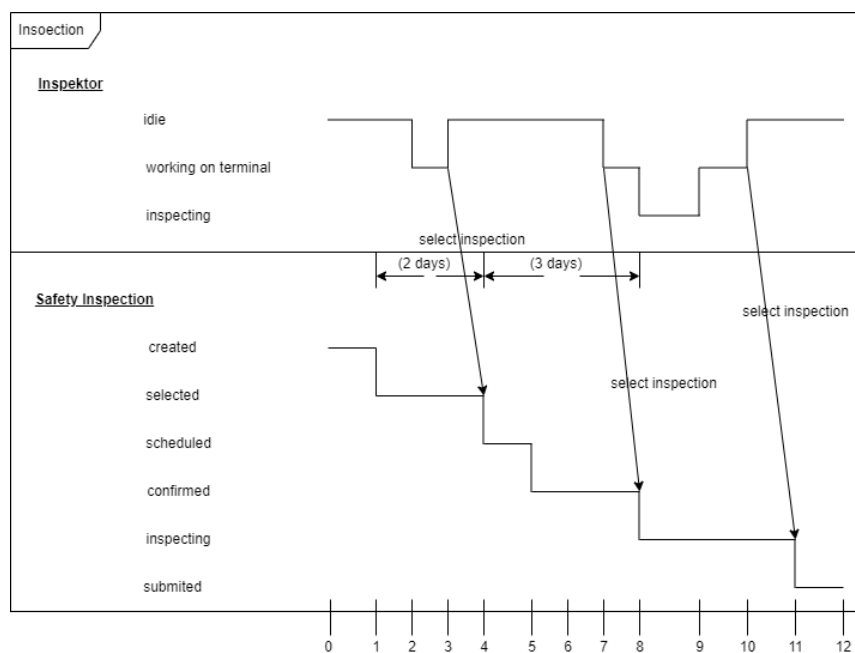 Insoection
Inspektor
idie
working on terminal
inspecting
select inspection
(2 days) (3 days)
Safety Inspection
select inspection
created
select inspection
selected
scheduled
confirmed
inspecting
submited
0 1 2 3 4 5 6 7 8 9 10 11 12